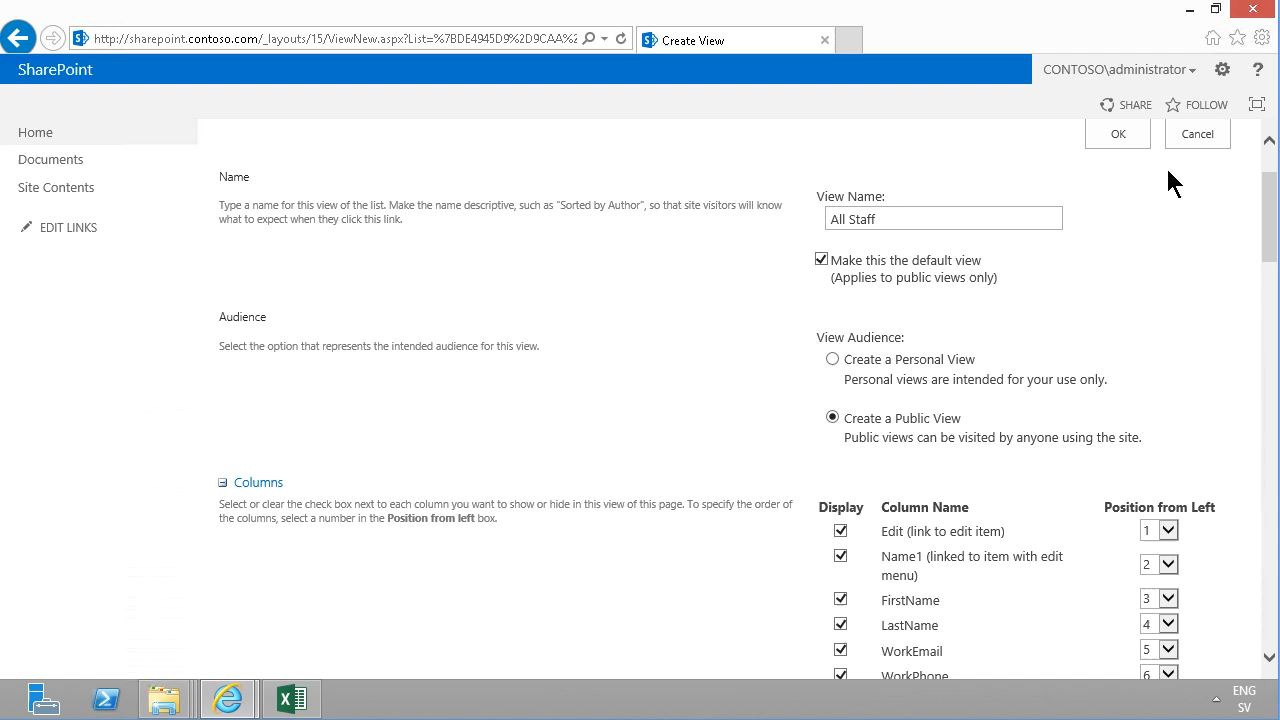 http://sharepoint.contoso.com/_layouts/15/ViewNew.aspx?List=%7BDE4945D9%2D9CAA%2
Create View
SharePoint
CONTOSO\administrator
?
SHARE
FOLLOW
Home
Documents
Site Contents
EDIT LINKS
OK
Cancel
Name
Type a name for this view of the list. Make the name descriptive, such as "Sorted by Author", so that site visitors will know
what to expect when they click this link.
View Name:
All Staff
Make this the default view
(Applies to public views only)
Audience
Select the option that represents the intended audience for this view.
View Audience:
Create a Personal View
Personal views are intended for your use only.
Create a Public View
Public views can be visited by anyone using the site.
Columns
Select or clear the check box next to each column you want to show or hide in this view of this page. To specify the order of
the columns, select a number in the Position from left box.
Display Column Name Position from Left
Edit (link to edit item) 1
Name1 (linked to item with edit
menu) 2
FirstName 3
LastName 4
WorkEmail 5
WorkPhone 6
ENG
SV